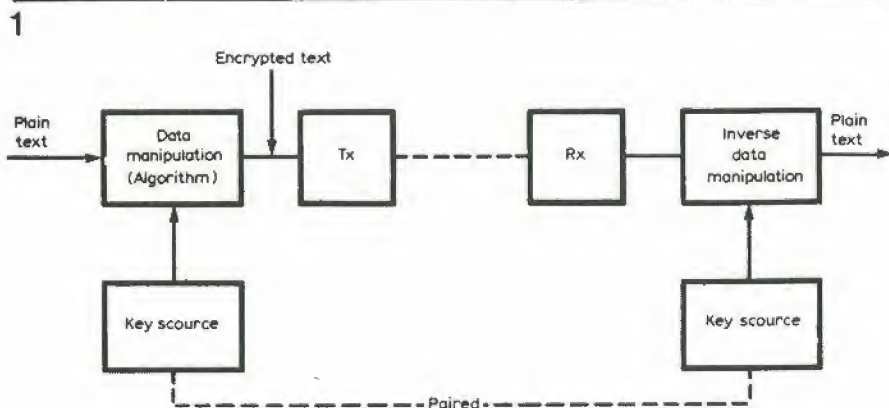 1
Encrypted text
Plain
text
Data
manipulation
(Algorithm)
Tx
Rx
Inverse
data
manipulation
Plain
text
Key scource
Key scource
Paired